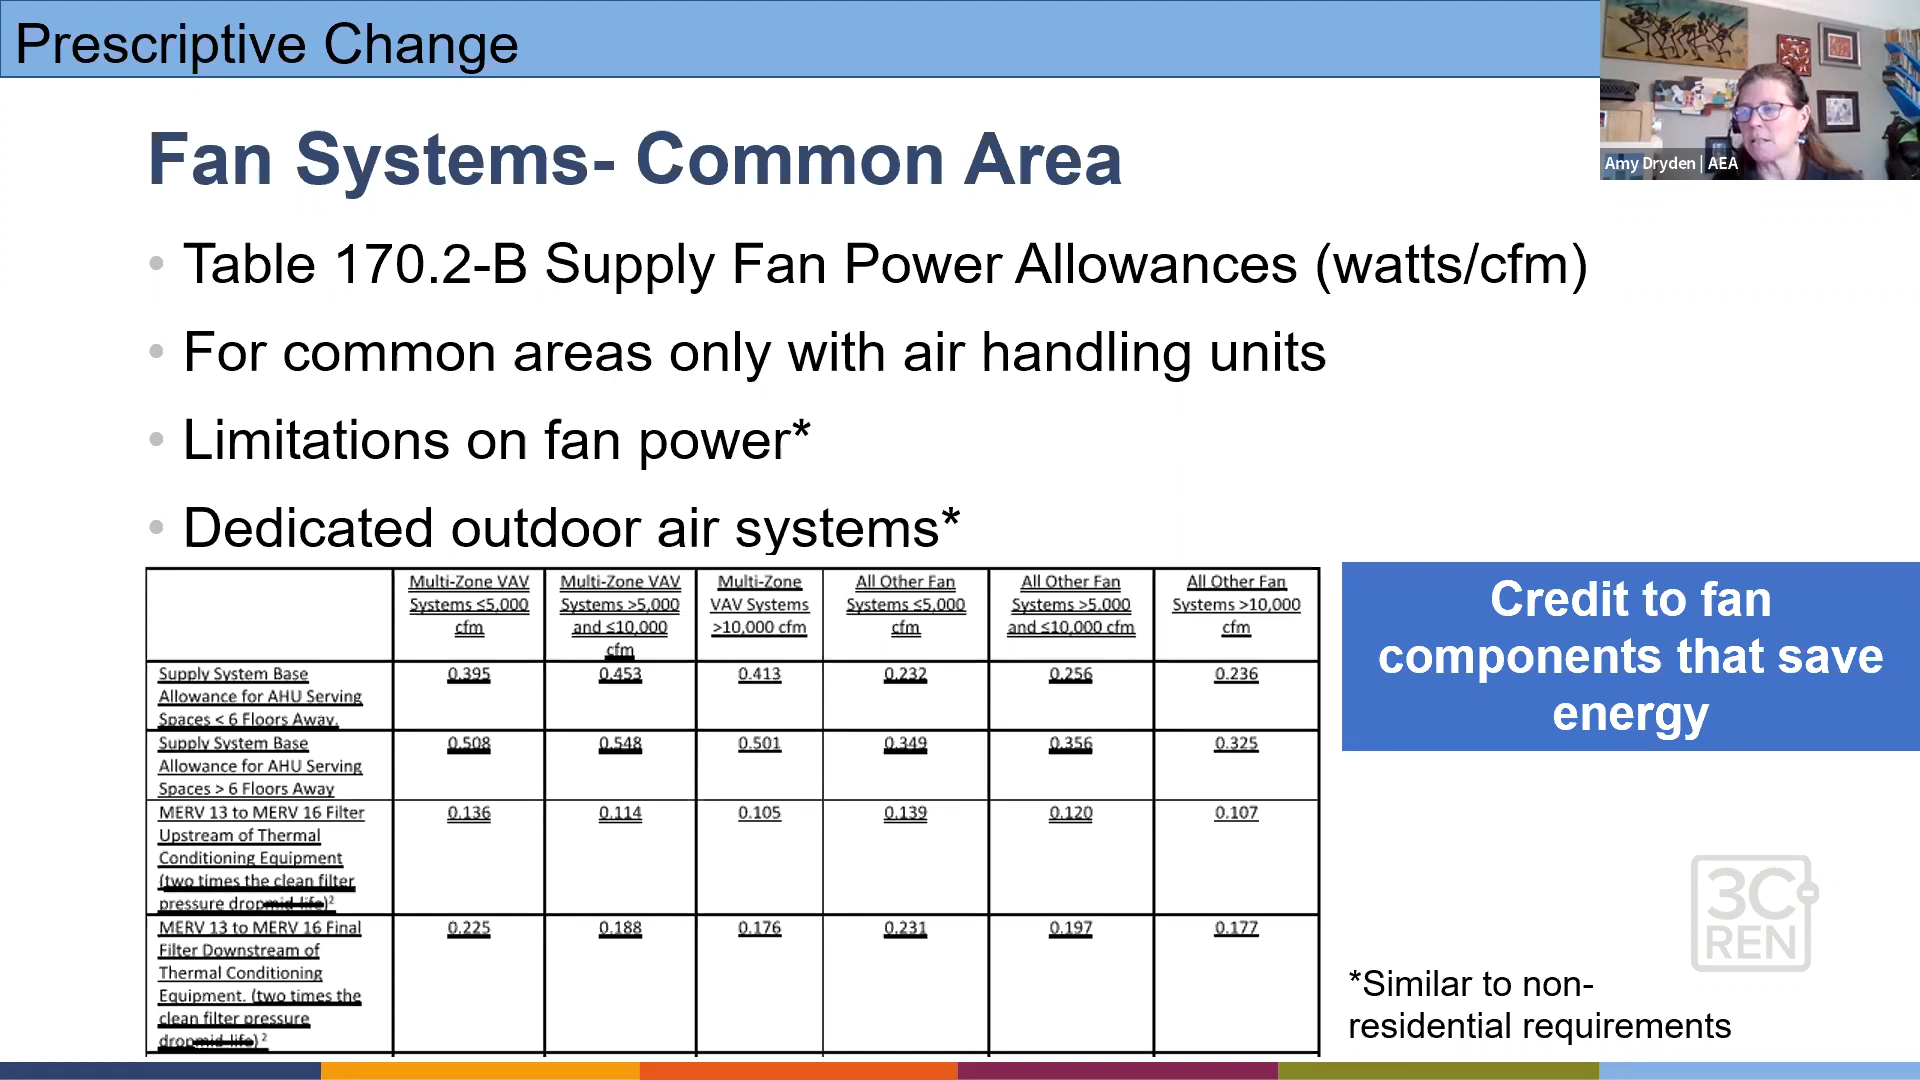 Prescriptive Change
Amy Dryden | AEA
Fan Systems- Common Area
• Table 170.2-B Supply Fan Power Allowances (watts/cfm)
• For common areas only with air handling units
• Limitations on fan power*
• Dedicated outdoor air systems*
Multi-Zone VAV
Systems ≤5,000
cfm
Multi-Zone VAV
Systems >5,000
and ≤10,000
cfm
Multi-Zone
VAV Systems
>10,000 cfm
All Other Fan
Systems ≤5,000
cfm
All Other Fan
Systems >5,000
and ≤10,000 cfm
All Other Fan
Systems >10,000
cfm
Supply System Base
Allowance for AHU Serving
Spaces < 6 Floors Away.
0.395 0.453 0.413 0.232 0.256 0.236
Supply System Base
Allowance for AHU Serving
Spaces > 6 Floors Away
0.508 0.548 0.501 0.349 0.356 0.325
MERV 13 to MERV 16 Filter
Upstream of Thermal
Conditioning Equipment
(two times the clean filter
pressure dropmid-life)²
0.136 0.114 0.105 0.139 0.120 0.107
MERV 13 to MERV 16 Final
Filter Downstream of
Thermal Conditioning
Equipment. (two times the
clean filter pressure
dropmid-life) ²
0.225 0.188 0.176 0.231 0.197 0.177
Credit to fan
components that save
energy
3C
REN
*Similar to non-
residential requirements